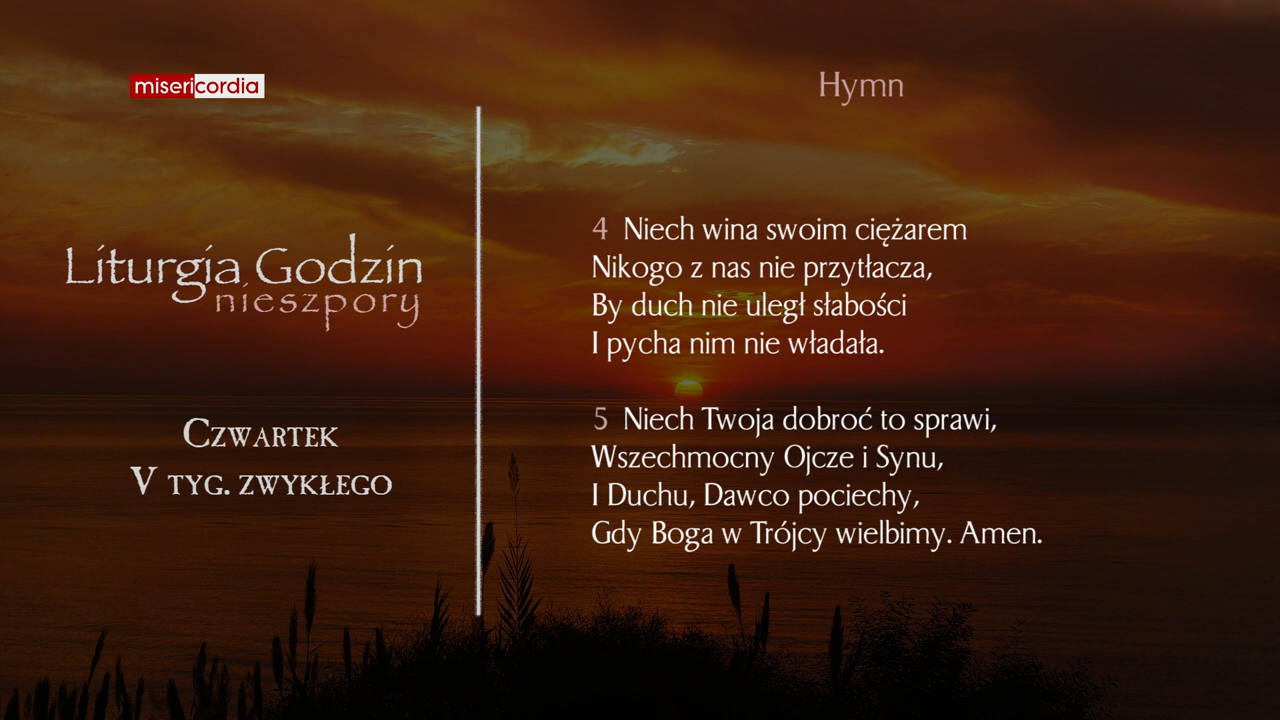 misericordia
Liturgia Godzin
nieszpory
Czwartek
V tyg. zwykłego
Hymn
4 Niech wina swoim ciężarem
Nikogo z nas nie przytłacza,
By duch nie uległ słabości
I pycha nim nie władała.
5 Niech Twoja dobroć to sprawi,
Wszechmocny Ojcze i Synu,
I Duchu, Dawco pociechy,
Gdy Boga w Trójcy wielbimy. Amen.